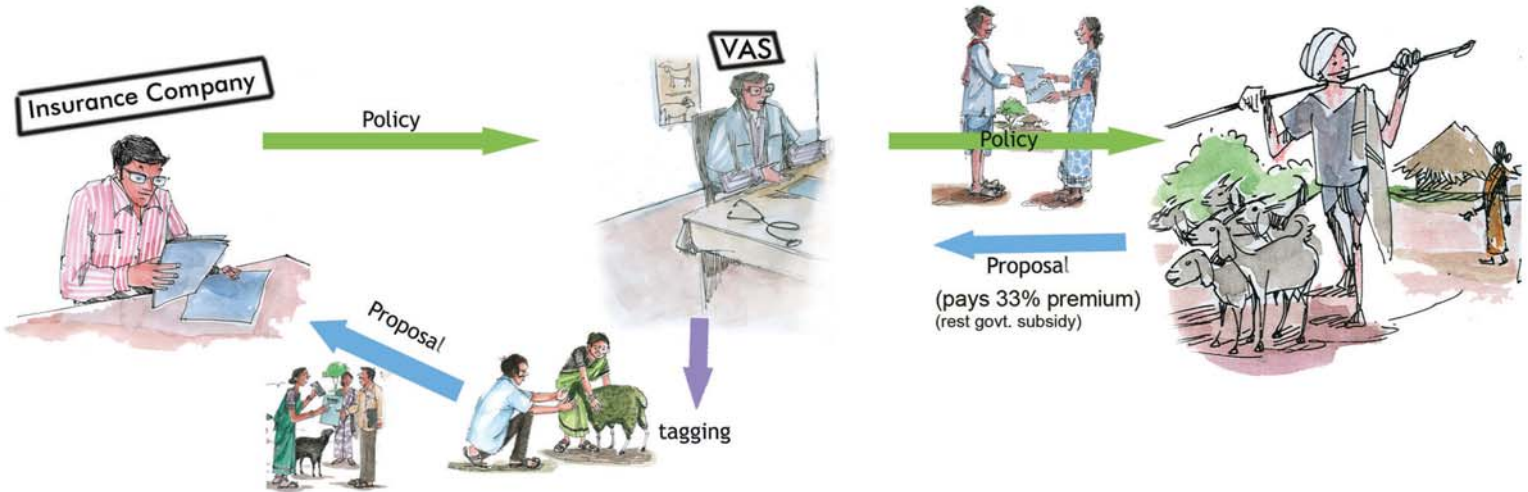 Insurance Company
Policy
VAS
Policy
Proposal
(pays 33% premium)
(rest govt. subsidy)
Proposal
tagging